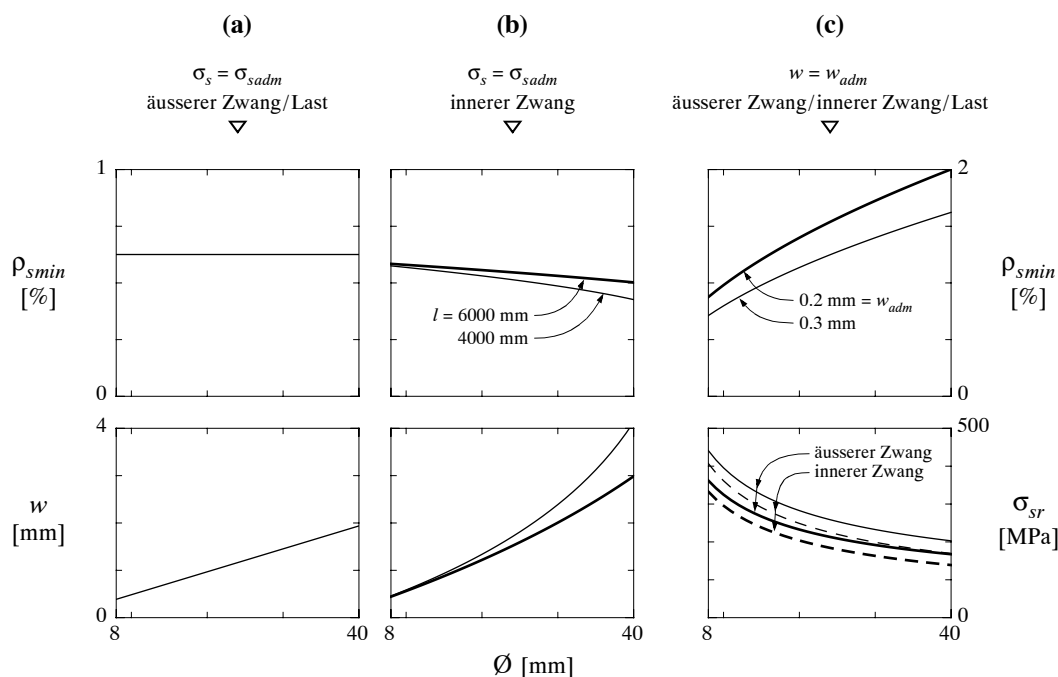 (a)
(b)
(c)
σs = σsadm
äusserer Zwang/Last
σs = σsadm
innerer Zwang
w = wadm
äusserer Zwang/innerer Zwang/Last
1
2
ρsmin
[%]
l = 6000 mm
4000 mm
0.2 mm = wadm
0.3 mm
ρsmin
[%]
0
0
4
500
äusserer Zwang
innerer Zwang
w
[mm]
σsr
[MPa]
0
0
8
40
8
40
8
40
Ø [mm]